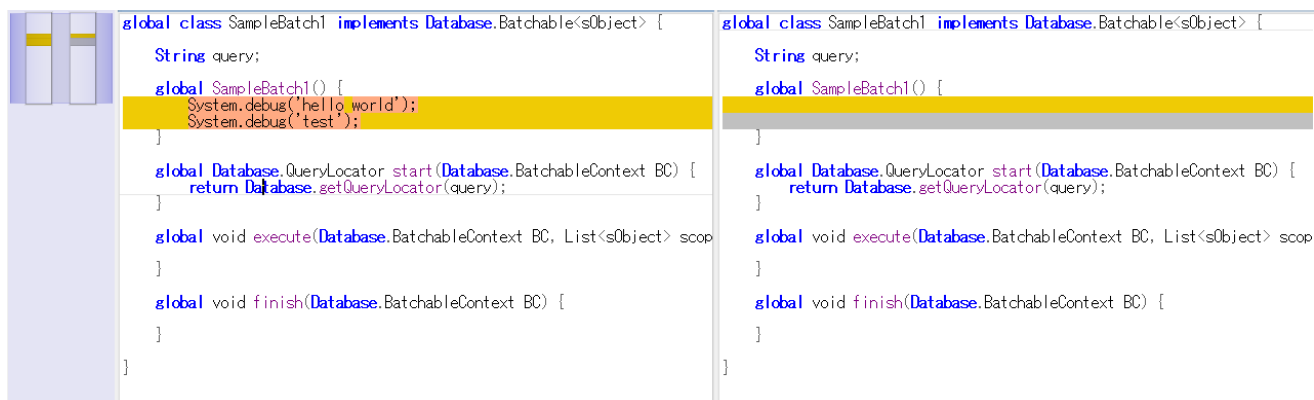 global class SampleBatch1 implements Database.Batchable<sObject> {
String query;
global SampleBatch1() {
System.debug('hello world');
System.debug('test');
}
global Database.QueryLocator start(Database.BatchableContext BC) {
return Database.getQueryLocator(query);
}
global void execute(Database.BatchableContext BC, List<sObject> scop
}
global void finish(Database.BatchableContext BC) {
}
}
global class SampleBatch1 implements Database.Batchable<sObject> {
String query;
global SampleBatch1() {
}
global Database.QueryLocator start(Database.BatchableContext BC) {
return Database.getQueryLocator(query);
}
global void execute(Database.BatchableContext BC, List<sObject> scop
}
global void finish(Database.BatchableContext BC) {
}
}